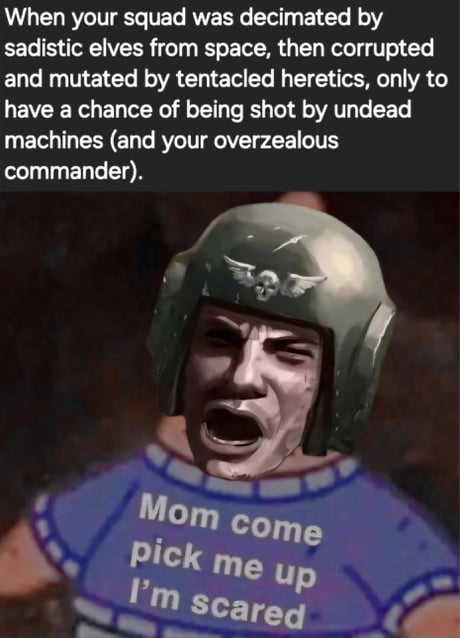 When your squad was decimated by
sadistic elves from space, then corrupted
and mutated by tentacled heretics, only to
have a chance of being shot by undead
machines (and your overzealous
commander).
Mom come
pick me up
I'm scared